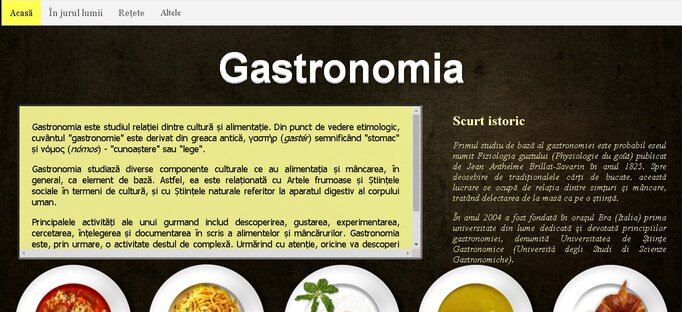 Acasă
În jurul lumii
Rețete
Altele
Gastronomia
Gastronomia este studiul relației dintre cultură și alimentație. Din punct de vedere etimologic,
cuvântul "gastronomie" este derivat din greaca antică, γαστήρ (gastér) semnificând "stomac"
și νόμος (nómos) - "cunoaștere" sau "lege".
Gastronomia studiază diverse componente culturale ce au alimentația și mâncarea, în
general, ca element de bază. Astfel, ea este relaționată cu Artele frumoase și Științele
sociale în termeni de cultură, și cu Științele naturale referitor la aparatul digestiv al corpului
uman.
Principalele activități ale unui gurmand includ descoperirea, gustarea, experimentarea,
cercetarea, înțelegerea și documentarea în scris a alimentelor și mâncărurilor. Gastronomia
este, prin urmare, o activitate destul de complexă. Urmărind cu atenție, oricine va descoperi
Scurt istoric
Primul studiu de bază al gastronomiei este probabil eseul
numit Fiziologia gustului (Physiologie du goût) publicat
de Jean Anthelme Brillat-Savarin în anul 1825. Spre
deosebire de tradiționalele cărți de bucate, această
lucrare se ocupă de relația dintre simțuri și mâncare,
tratând delectarea de la masă ca pe o știință.
În anul 2004 a fost fondată în orașul Bra (Italia) prima
universitate din lume dedicată și devotată principiilor
gastronomiei, denumită Universitatea de Științe
Gastronomice (Università degli Studi di Scienze
Gastronomiche).